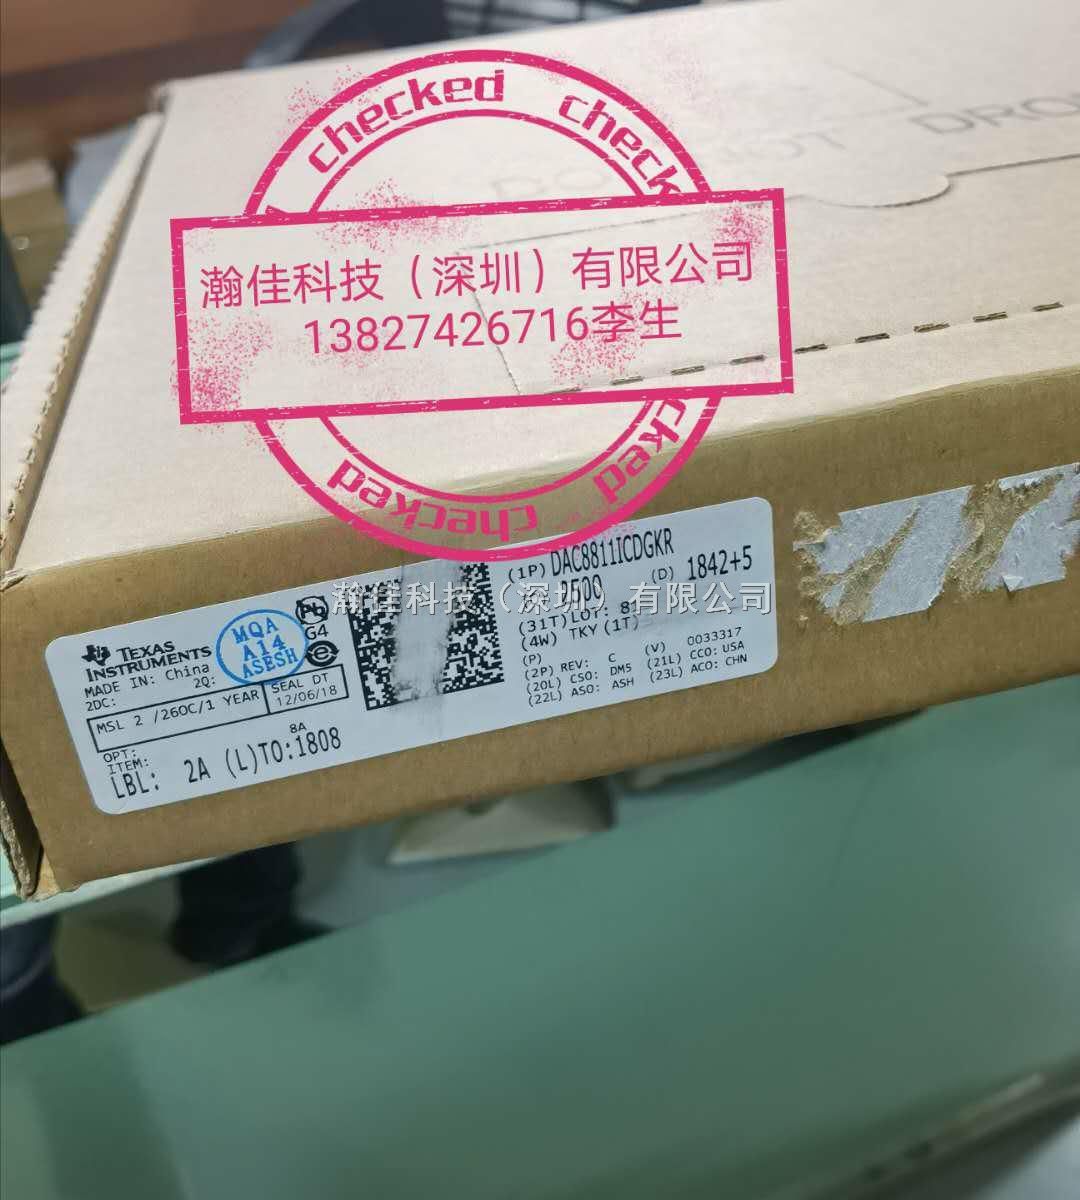 DO NOT DROP
checked check
瀚佳科技（深圳）有限公司
13827426716李生
checked
checked
瀚佳科技（深圳）有限公司
TEXAS
INSTRUMENTS
MADE IN: China
2DC: 2Q:
MQA
A14
ASESH
Pb
G4
e
MSL 2 /260C/1 YEAR
SEAL DT
12/06/18
OPT:
ITEM:
8A
LBL: 2A (L)TO:1808
(1P) DAC8811ICDGKR
2500 (D) 1842+5
(31T)LOT: 8
(4W) TKY (1T)
(P) (V) 0033317
(2P) REV: C (21L) CCO: USA
(20L) CSO: DM5 (23L) ACO: CHN
(22L) ASO: ASH